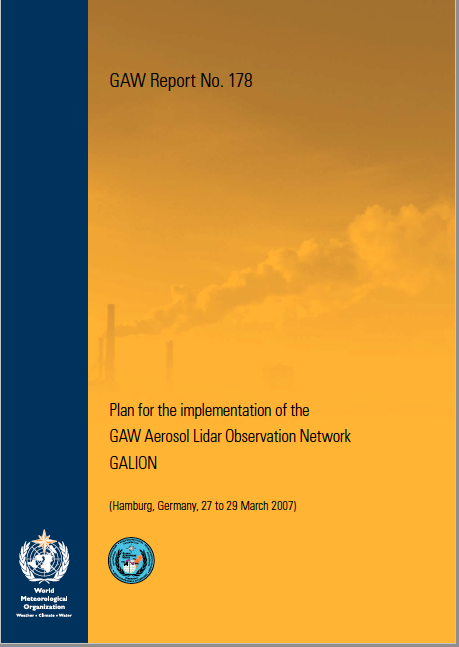 GAW Report No. 178
Plan for the implementation of the
GAW Aerosol Lidar Observation Network
GALION
(Hamburg, Germany, 27 to 29 March 2007)
World
Meteorological
Organization
Weather • Climate • Water